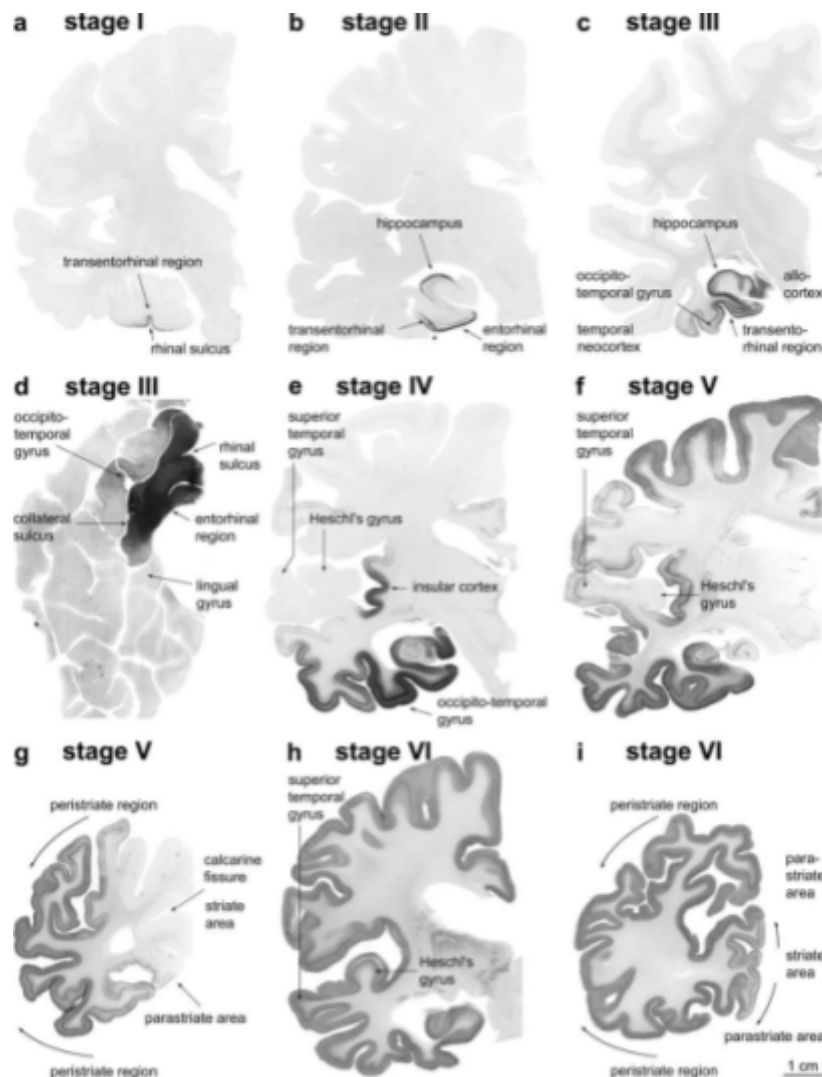 a stage I
b stage II
c stage III
transentorhinal region
rhinal sulcus
hippocampus
transentorhinal
region
entorhinal
region
hippocampus
occipito-
temporal gyrus
allo-
cortex
temporal
neocortex
transento-
rhinal region
d stage III
occipito-
temporal
gyrus
rhinal
sulcus
collateral
sulcus
entorhinal
region
lingual
gyrus
e stage IV
superior
temporal
gyrus
Heschl's gyrus
insular cortex
occipito-temporal
gyrus
f stage V
superior
temporal
gyrus
Heschl's
gyrus
g stage V
peristriate region
calcarine
fissure
striate
area
parastriate area
peristriate region
h stage VI
superior
temporal
gyrus
Heschl's
gyrus
i stage VI
peristriate region
para-
striate
area
striate
area
parastriate area
peristriate region
1 cm